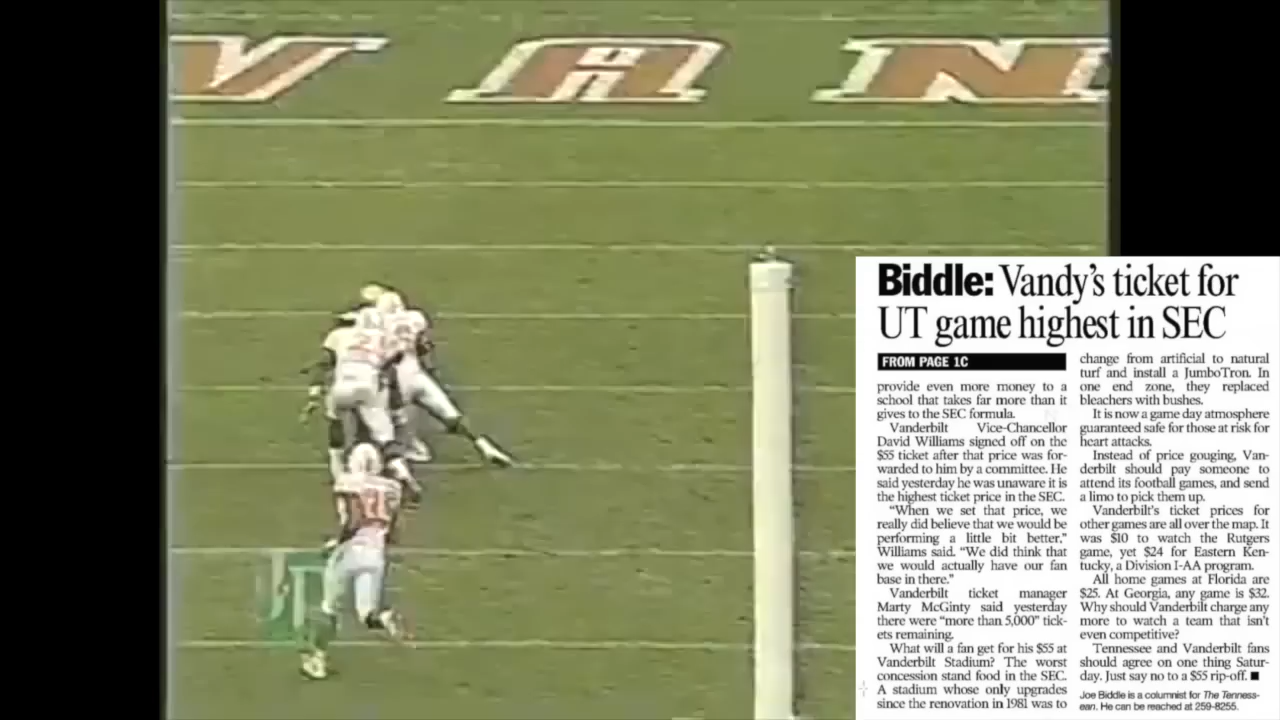 VAN
Biddle: Vandy's ticket for
UT game highest in SEC
FROM PAGE 1C
provide even more money to a
school that takes far more than it
gives to the SEC formula.
Vanderbilt Vice-Chancellor
David Williams signed off on the
$55 ticket after that price was for-
warded to him by a committee. He
said yesterday he was unaware it is
the highest ticket price in the SEC.
"When we set that price, we
really did believe that we would be
performing a little bit better,"
Williams said. "We did think that
we would actually have our fan
base in there."
Vanderbilt ticket manager
Marty McGinty said yesterday
there were "more than 5,000" tick-
ets remaining.
What will a fan get for his $55 at
Vanderbilt Stadium? The worst
concession stand food in the SEC.
A stadium whose only upgrades
since the renovation in 1981 was to
change from artificial to natural
turf and install a JumboTron. In
one end zone, they replaced
bleachers with bushes.
It is now a game day atmosphere
guaranteed safe for those at risk for
heart attacks.
Instead of price gouging, Van-
derbilt should pay someone to
attend its football games, and send
a limo to pick them up.
Vanderbilt's ticket prices for
other games are all over the map. It
was $10 to watch the Rutgers
game, yet $24 for Eastern Ken-
tucky, a Division I-AA program.
All home games at Florida are
$25. At Georgia, any game is $32.
Why should Vanderbilt charge any
more to watch a team that isn't
even competitive?
Tennessee and Vanderbilt fans
should agree on one thing Satur-
day. Just say no to a $55 rip-off. ■
Joe Biddle is a columnist for The Tenness-
ean. He can be reached at 259-8255.